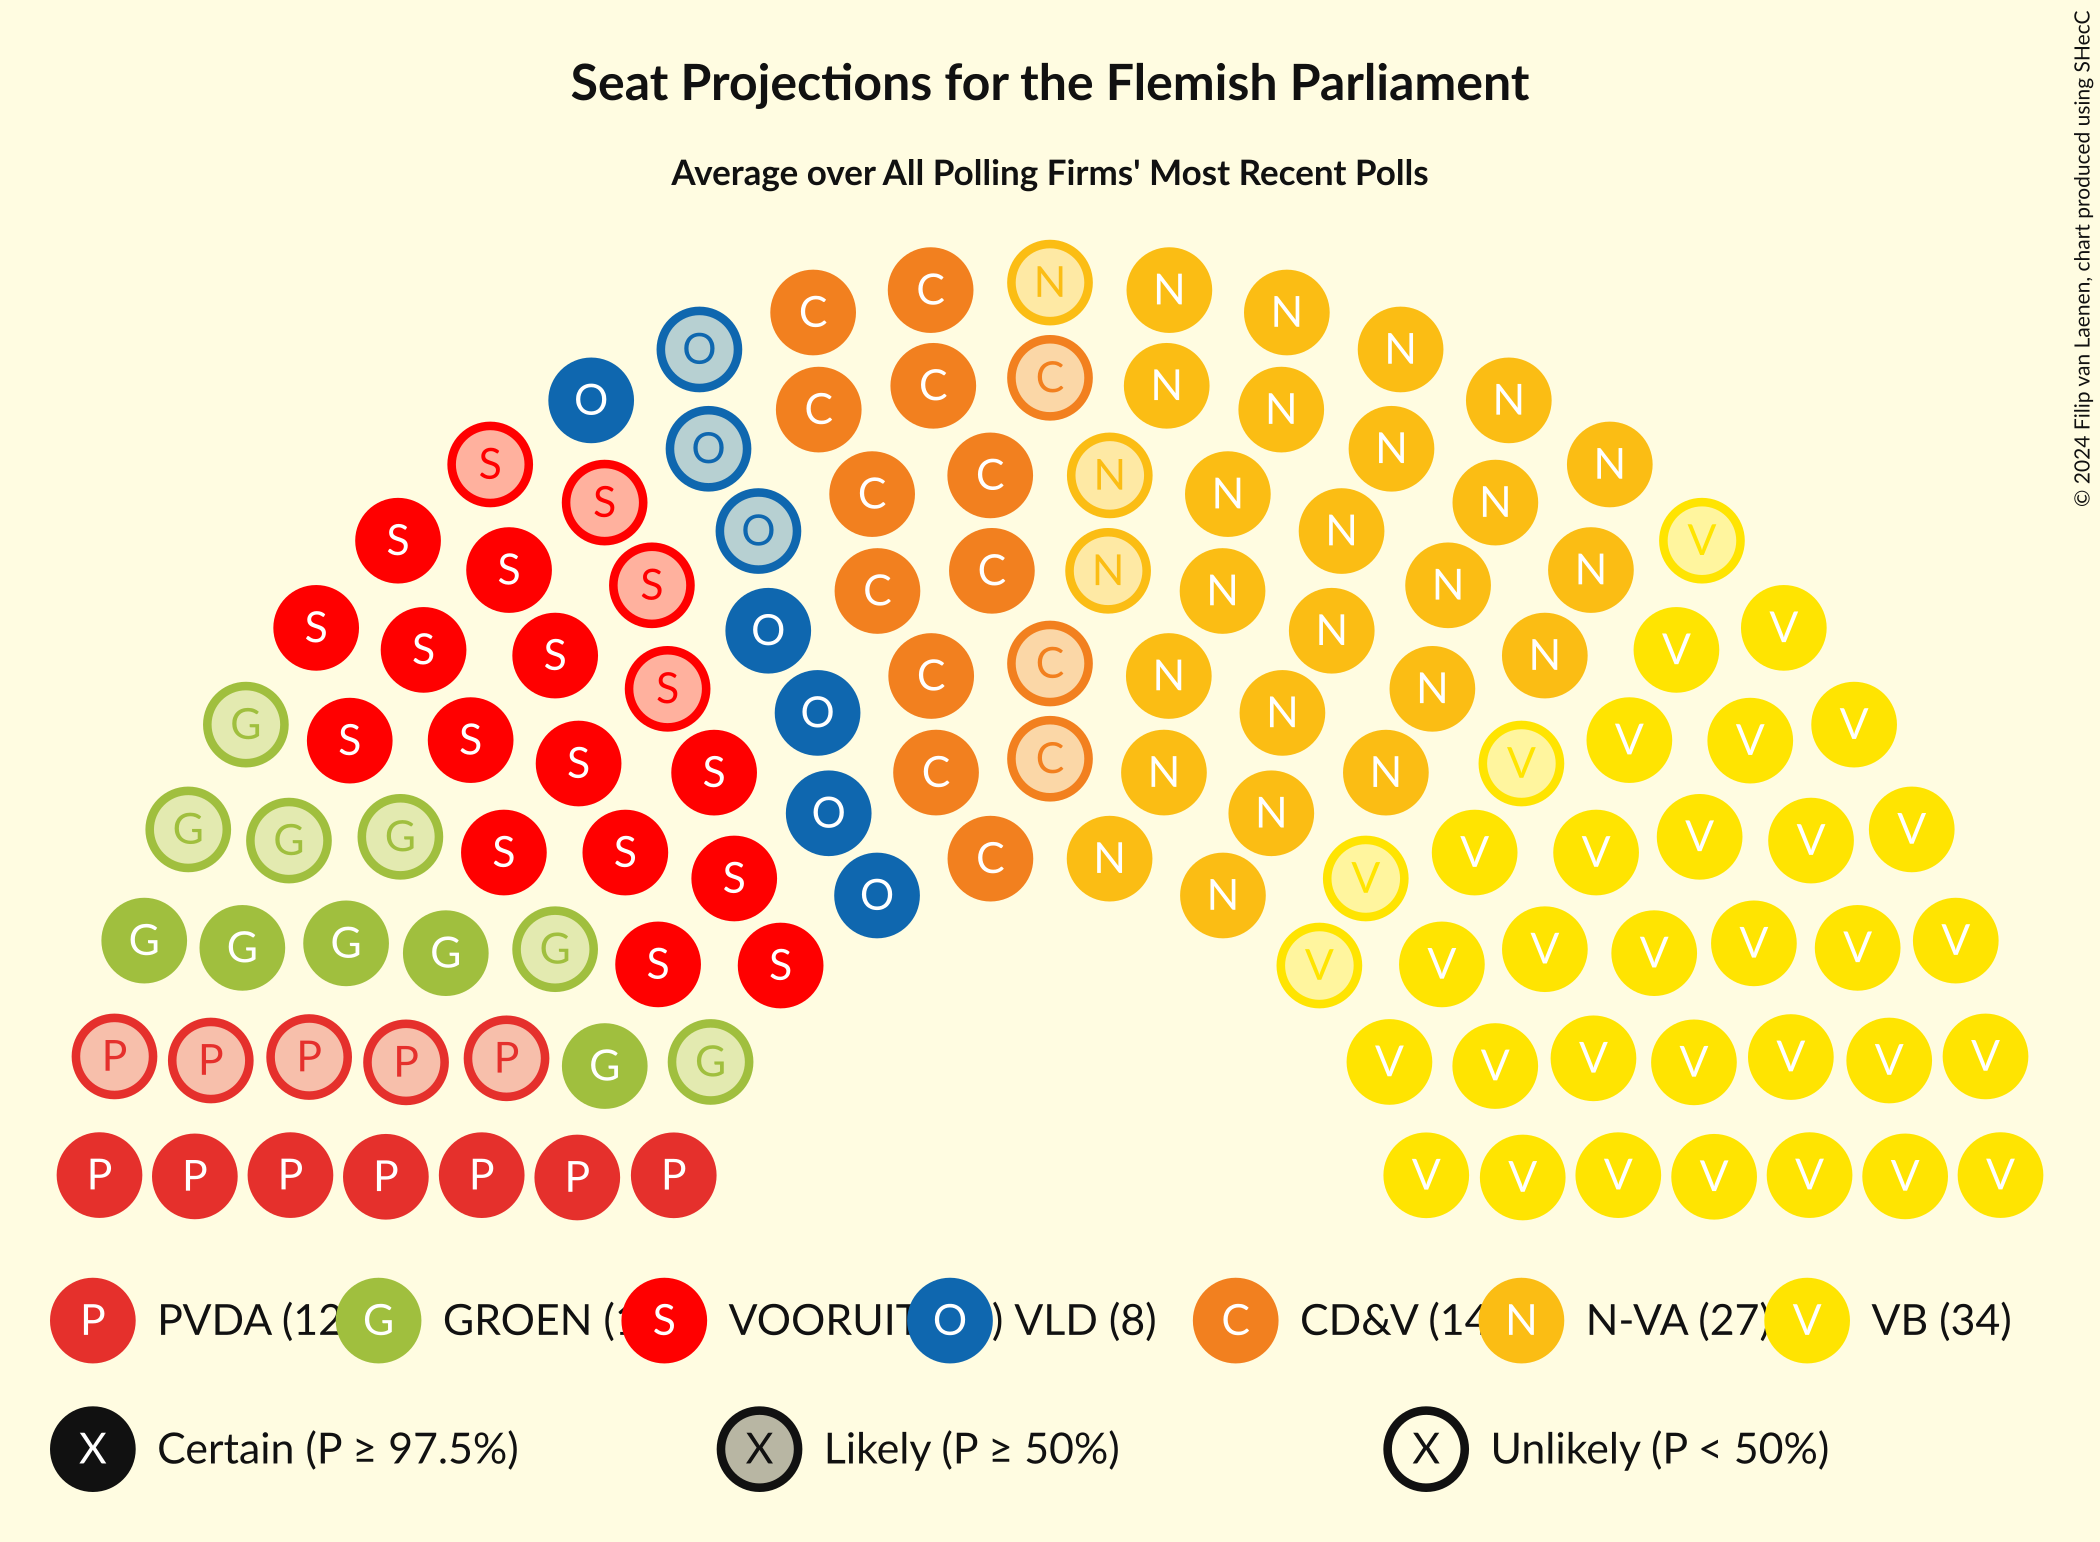 Seat Projections for the Flemish Parliament
Average over All Polling Firms' Most Recent Polls
© 2024 Filip van Laenen, chart produced using SHecC
C C N N N
O C C N N
O C N N
S O C N N N
S S O C N N N V
S S C C N N N N
S S S O C N N V V
G S O C N N N V
S S S S C C N N V V V
G G G S S O C N N V V V V V
S O N V
G G G G G S S V V V V V V V
P P P P P G G V V V V V V V
P P P P P P P V V V V V V V
P PVDA (12 G GROEN ( S VOORUIT O ) VLD (8) C CD&V (14 N N-VA (27) V VB (34)
X Certain (P ≥ 97.5%) X Likely (P ≥ 50%) X Unlikely (P < 50%)